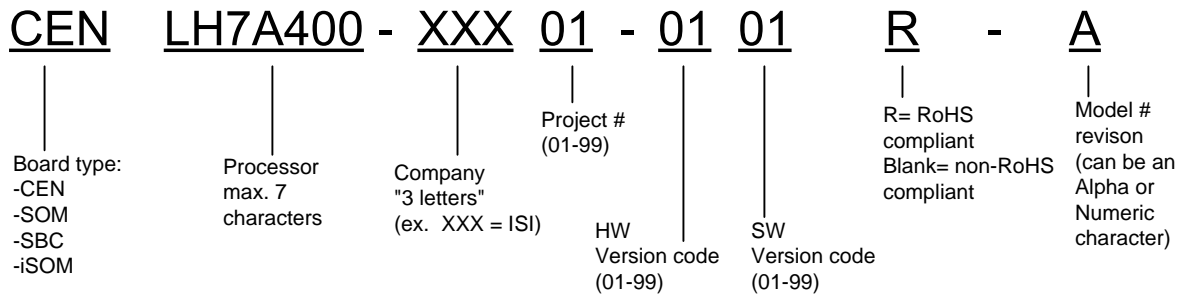 CEN LH7A400 - XXX 01 - 01 01 R - A
Board type:
-CEN
-SOM
-SBC
-iSOM
Processor
max. 7
characters
Company
"3 letters"
(ex. XXX = ISI)
Project #
(01-99)
HW
Version code
(01-99)
SW
Version code
(01-99)
R= RoHS
compliant
Blank= non-RoHS
compliant
Model #
revison
(can be an
Alpha or
Numeric
character)